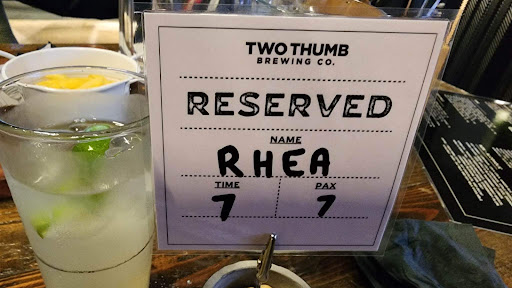 TWO THUMB
BREWING CO.
RESERVED
NAME
RHEA
TIME PAX
7 7